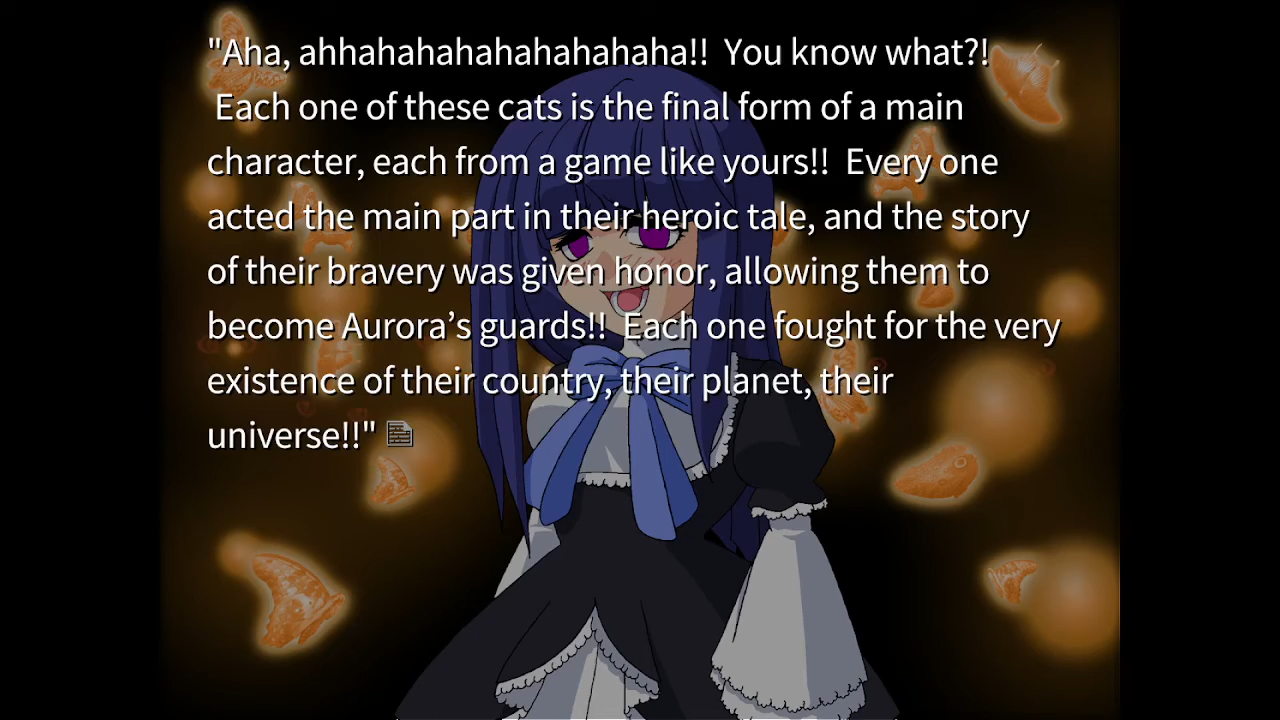 "Aha, ahhahahahahahahahaha!!  You know what?!
Each one of these cats is the final form of a main
character, each from a game like yours!!  Every one
acted the main part in their heroic tale, and the story
of their bravery was given honor, allowing them to
become Aurora’s guards!!  Each one fought for the very
existence of their country, their planet, their
universe!!"